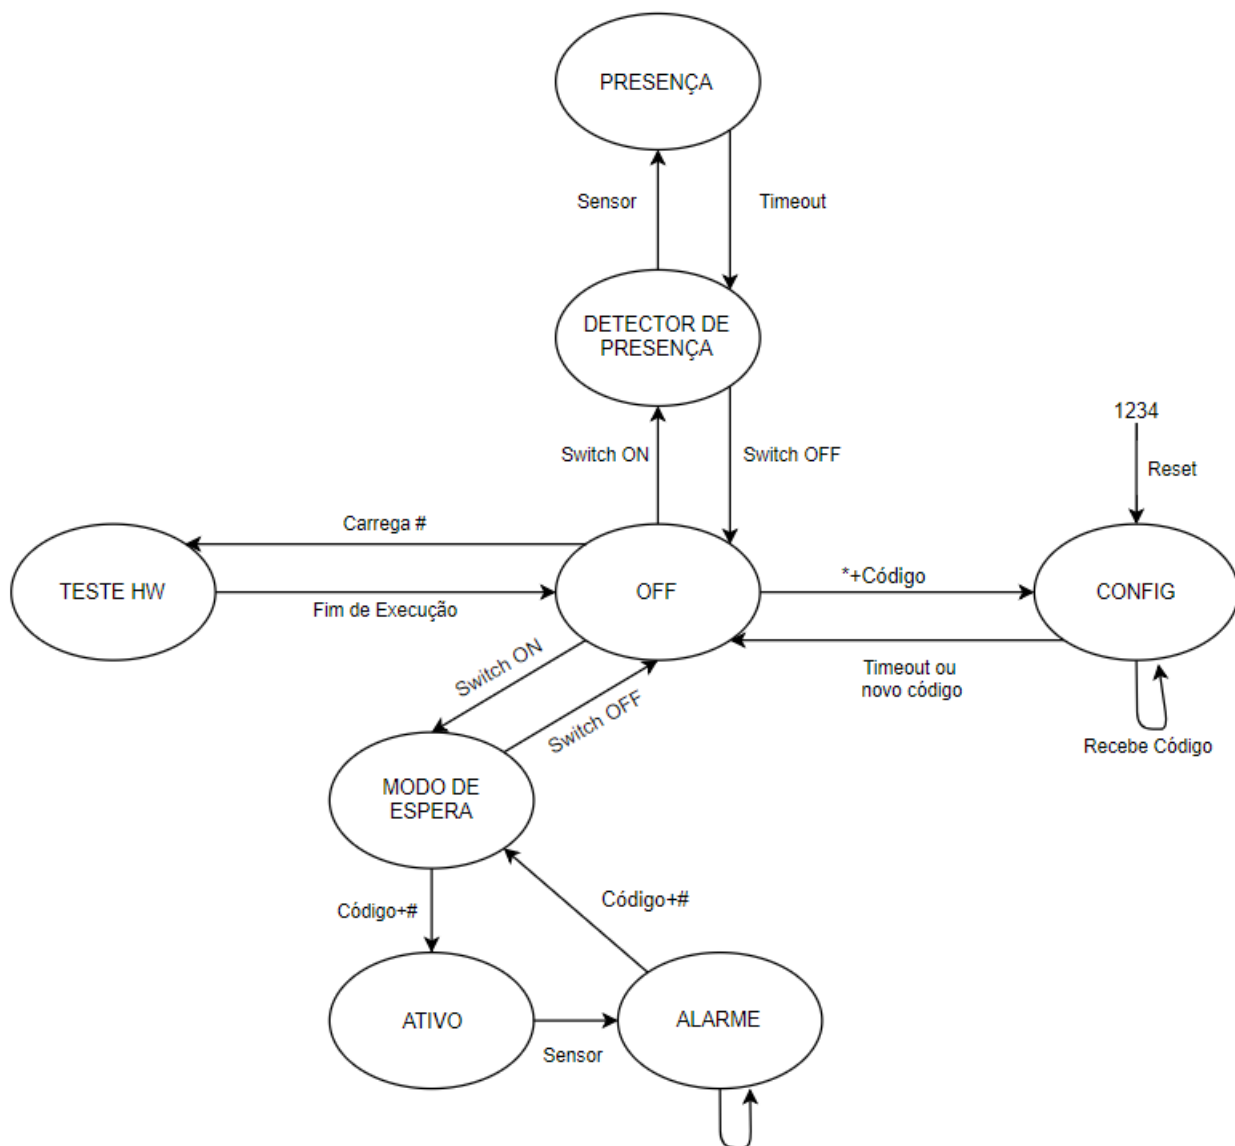 PRESENÇA
Sensor
Timeout
DETECTOR DE
PRESENÇA
1234
Switch ON
Switch OFF
Reset
Carrega #
TESTE HW
OFF
*+Código
CONFIG
Fim de Execução
Timeout ou
novo código
Switch ON
Switch OFF
Recebe Código
MODO DE
ESPERA
Código+#
Código+#
ATIVO
ALARME
Sensor